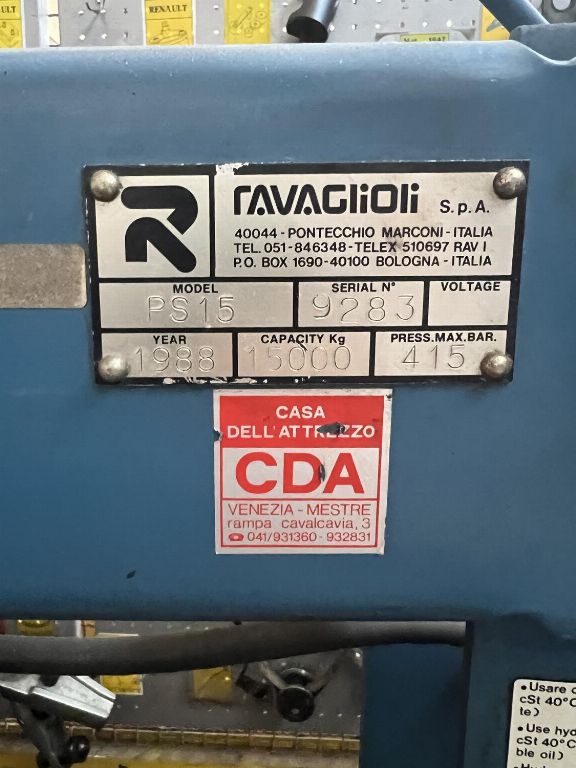 RENAULT
RAVAGLIOLI S.p.A.
40044 - PONTECCHIO MARCONI - ITALIA
TEL. 051-846348 - TELEX 510697 RAV I
P.O. BOX 1690-40100 BOLOGNA - ITALIA
MODEL
PS15
SERIAL N°
9283
VOLTAGE
YEAR
1988
CAPACITY Kg
15000
PRESS.MAX.BAR.
415
CASA
DELL'ATTREZZO
CDA
VENEZIA - MESTRE
rampa cavalcavia, 3
041/931360 - 932831
• Usare
cSt 40°C
te)
• Use hyd
cSt 40°C
ble oil)